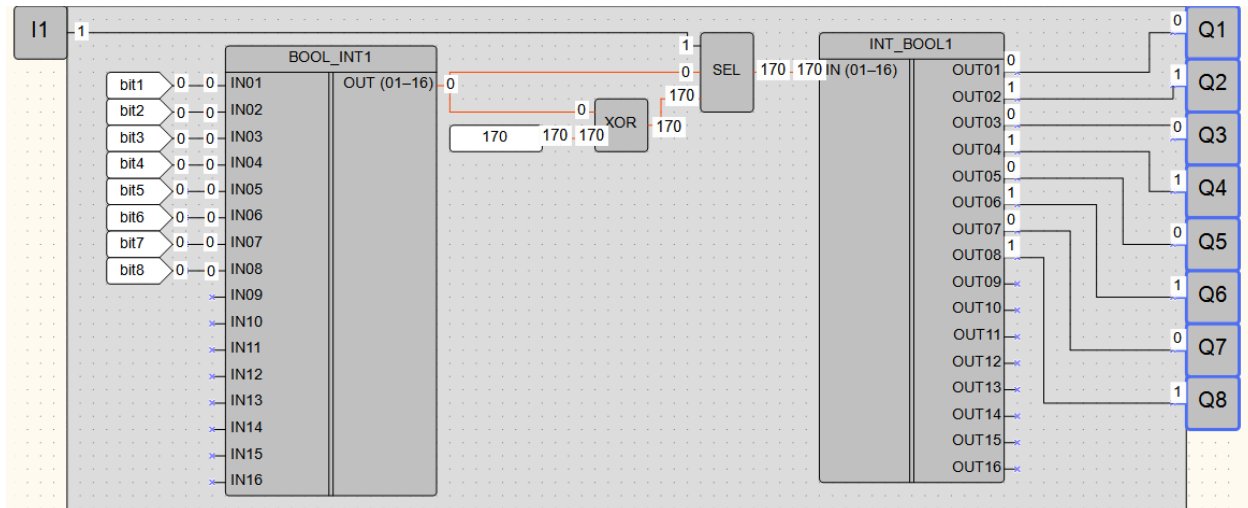 I1
1
BOOL_INT1
OUT (01–16)
0
bit1
0
0
IN01
bit2
0
0
IN02
bit3
0
0
IN03
bit4
0
0
IN04
bit5
0
0
IN05
bit6
0
0
IN06
bit7
0
0
IN07
bit8
0
0
IN08
IN09
IN10
IN11
IN12
IN13
IN14
IN15
IN16
170
170
170
0
XOR
170
170
1
0
SEL
170
170
INT_BOOL1
IN (01–16)
OUT01
0
OUT02
1
OUT03
0
OUT04
1
OUT05
0
OUT06
1
OUT07
0
OUT08
1
OUT09
OUT10
OUT11
OUT12
OUT13
OUT14
OUT15
OUT16
0
Q1
1
Q2
0
Q3
1
Q4
0
Q5
1
Q6
0
Q7
1
Q8